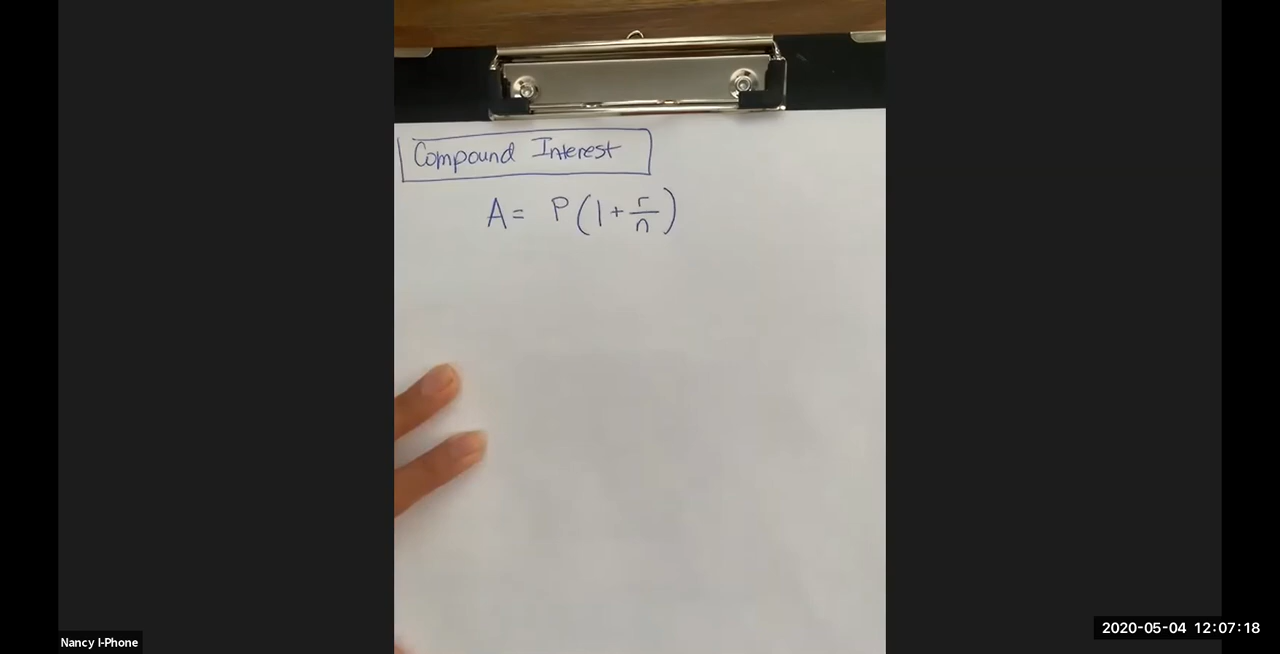 Compound Interest
A = P(1 + r/n)
Nancy I-Phone
2020-05-04 12:07:18